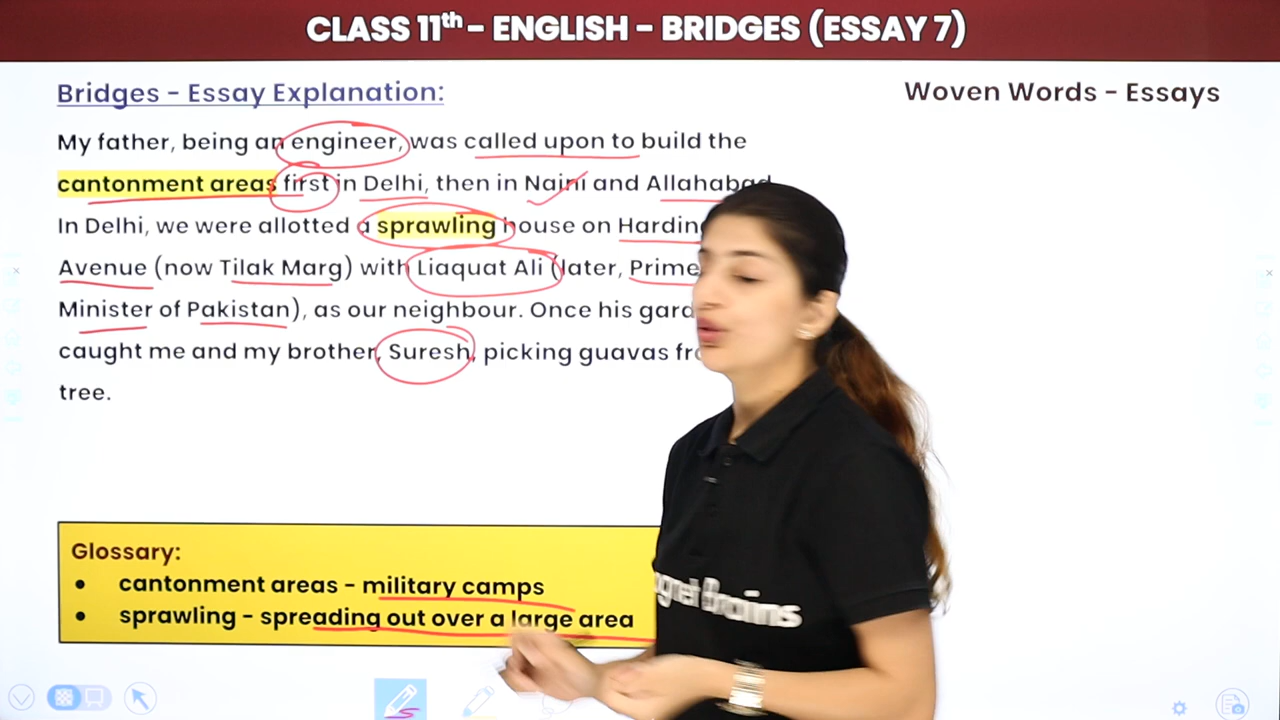 CLASS 11th - ENGLISH - BRIDGES (ESSAY 7)
Bridges - Essay Explanation:
Woven Words - Essays
My father, being an engineer, was called upon to build the
cantonment areas first in Delhi, then in Naini and Allahabad
In Delhi, we were allotted a sprawling house on
Avenue (now Tilak Marg) with Liaquat Ali (later, Prime
Minister of Pakistan), as our neighbour. Once his
caught me and my brother, Suresh, picking guavas
tree.
Glossary:
• cantonment areas - military camps
• sprawling - spreading out over a large area
Brains